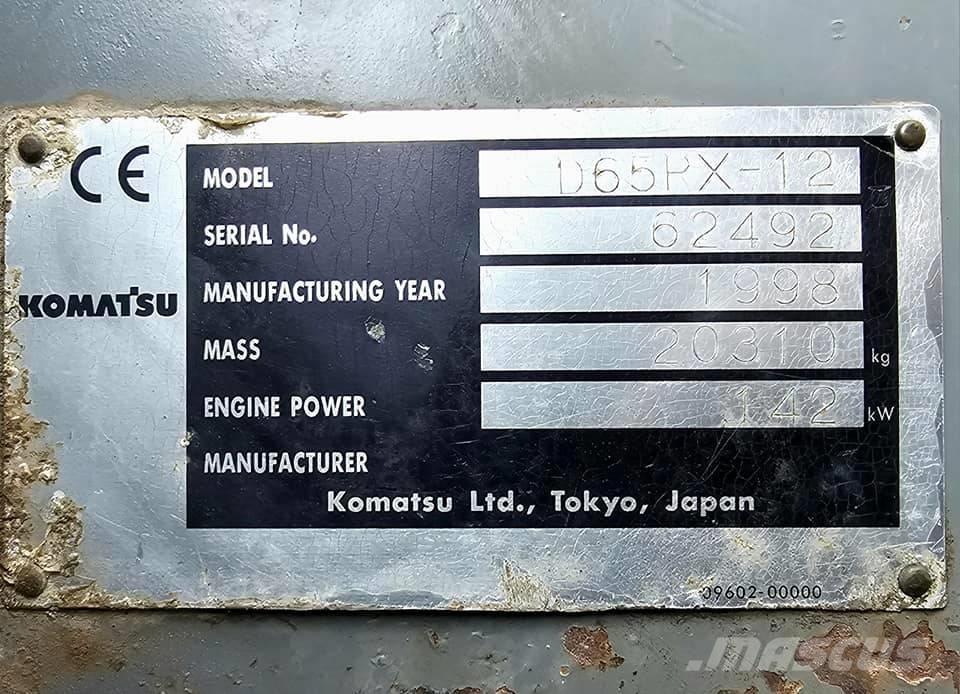 CE
KOMATSU
MODEL D65PX-12
SERIAL No. 62492
MANUFACTURING YEAR 1998
MASS 20310 kg
ENGINE POWER 142 kW
MANUFACTURER
Komatsu Ltd., Tokyo, Japan
09602-00000
.MASCUS